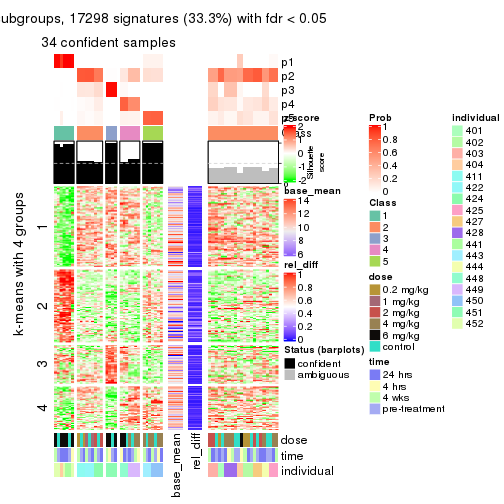 ubgroups, 17298 signatures (33.3%) with fdr < 0.05
34 confident samples
p1
p2
p3
p4
p5
Class
Silhouette
score
1
2
3
4
k-means with 4 groups
base_mean
rel_diff
dose
time
individual
z-score
2
1
0
-1
-2
base_mean
14
12
10
8
6
rel_diff
1
0.8
0.6
0.4
0.2
0
Status (barplots)
confident
ambiguous
Prob
1
0.8
0.6
0.4
0.2
0
Class
1
2
3
4
5
dose
0.2 mg/kg
1 mg/kg
2 mg/kg
4 mg/kg
6 mg/kg
control
time
24 hrs
4 hrs
4 wks
pre-treatment
individual
401
402
403
404
411
422
424
425
427
428
441
443
444
448
449
450
451
452